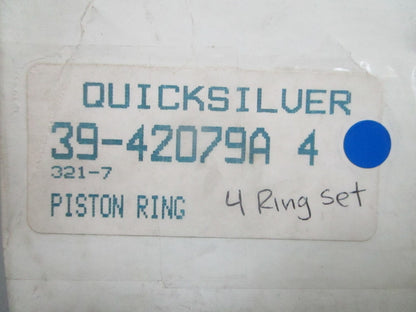 QUICKSILVER
39-42079A 4
321-7
PISTON RING 4 Ring set